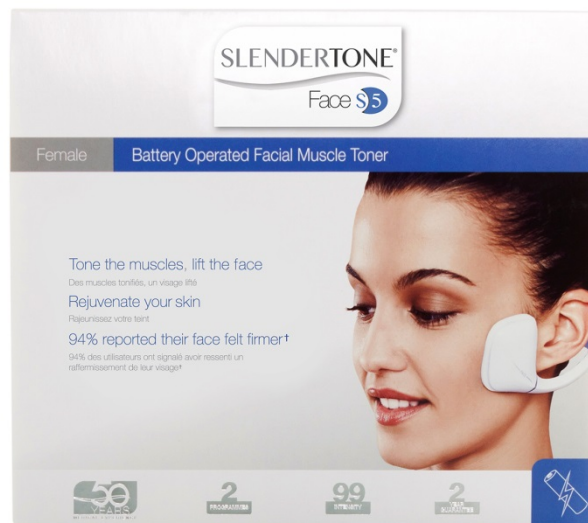 SLENDERTONE®
Face S5
Female
Battery Operated Facial Muscle Toner
Tone the muscles, lift the face
Des muscles tonifiés, un visage lifté
Rejuvenate your skin
Rajeunissez votre teint
94% reported their face felt firmer†
94% des utilisateurs ont signalé avoir ressenti un
raffermissement de leur visage†
50
YEARS
2
PROGRAMMES
99
INTENSITY
2
YEAR
GUARANTEE